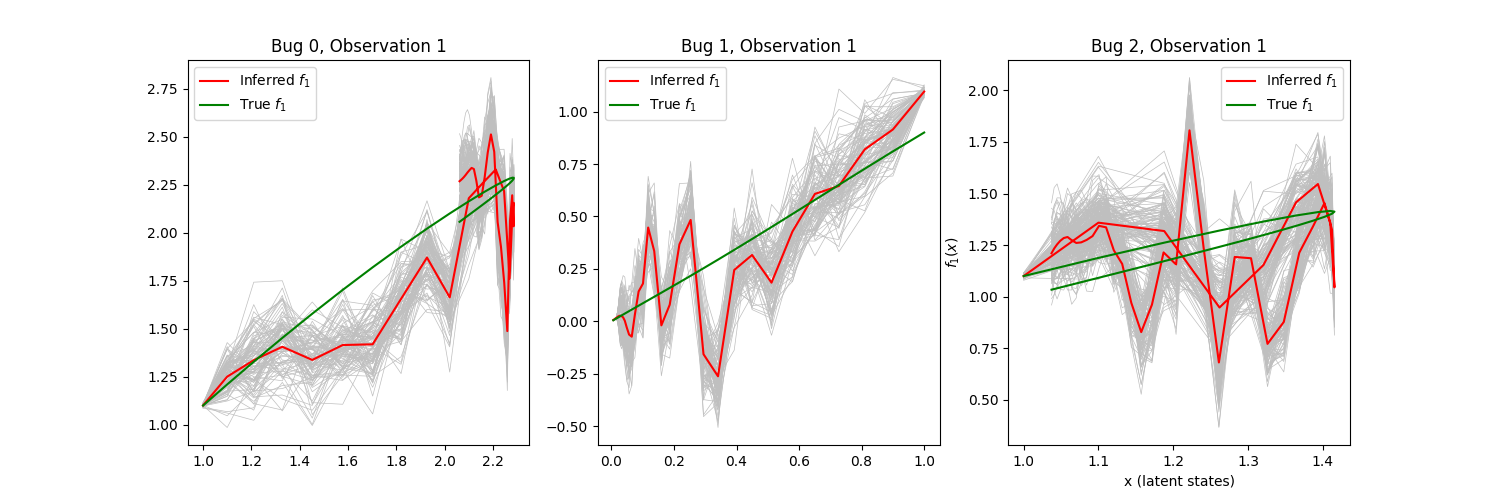 Bug 0, Observation 1
Inferred f₁
True f₁
2.75
2.50
2.25
2.00
1.75
1.50
1.25
1.00
1.0 1.2 1.4 1.6 1.8 2.0 2.2
Bug 1, Observation 1
Inferred f₁
True f₁
1.00
0.75
0.50
0.25
0.00
−0.25
−0.50
0.0 0.2 0.4 0.6 0.8 1.0
Bug 2, Observation 1
Inferred f₁
True f₁
f₁(x)
2.00
1.75
1.50
1.25
1.00
0.75
0.50
1.0 1.1 1.2 1.3 1.4
x (latent states)